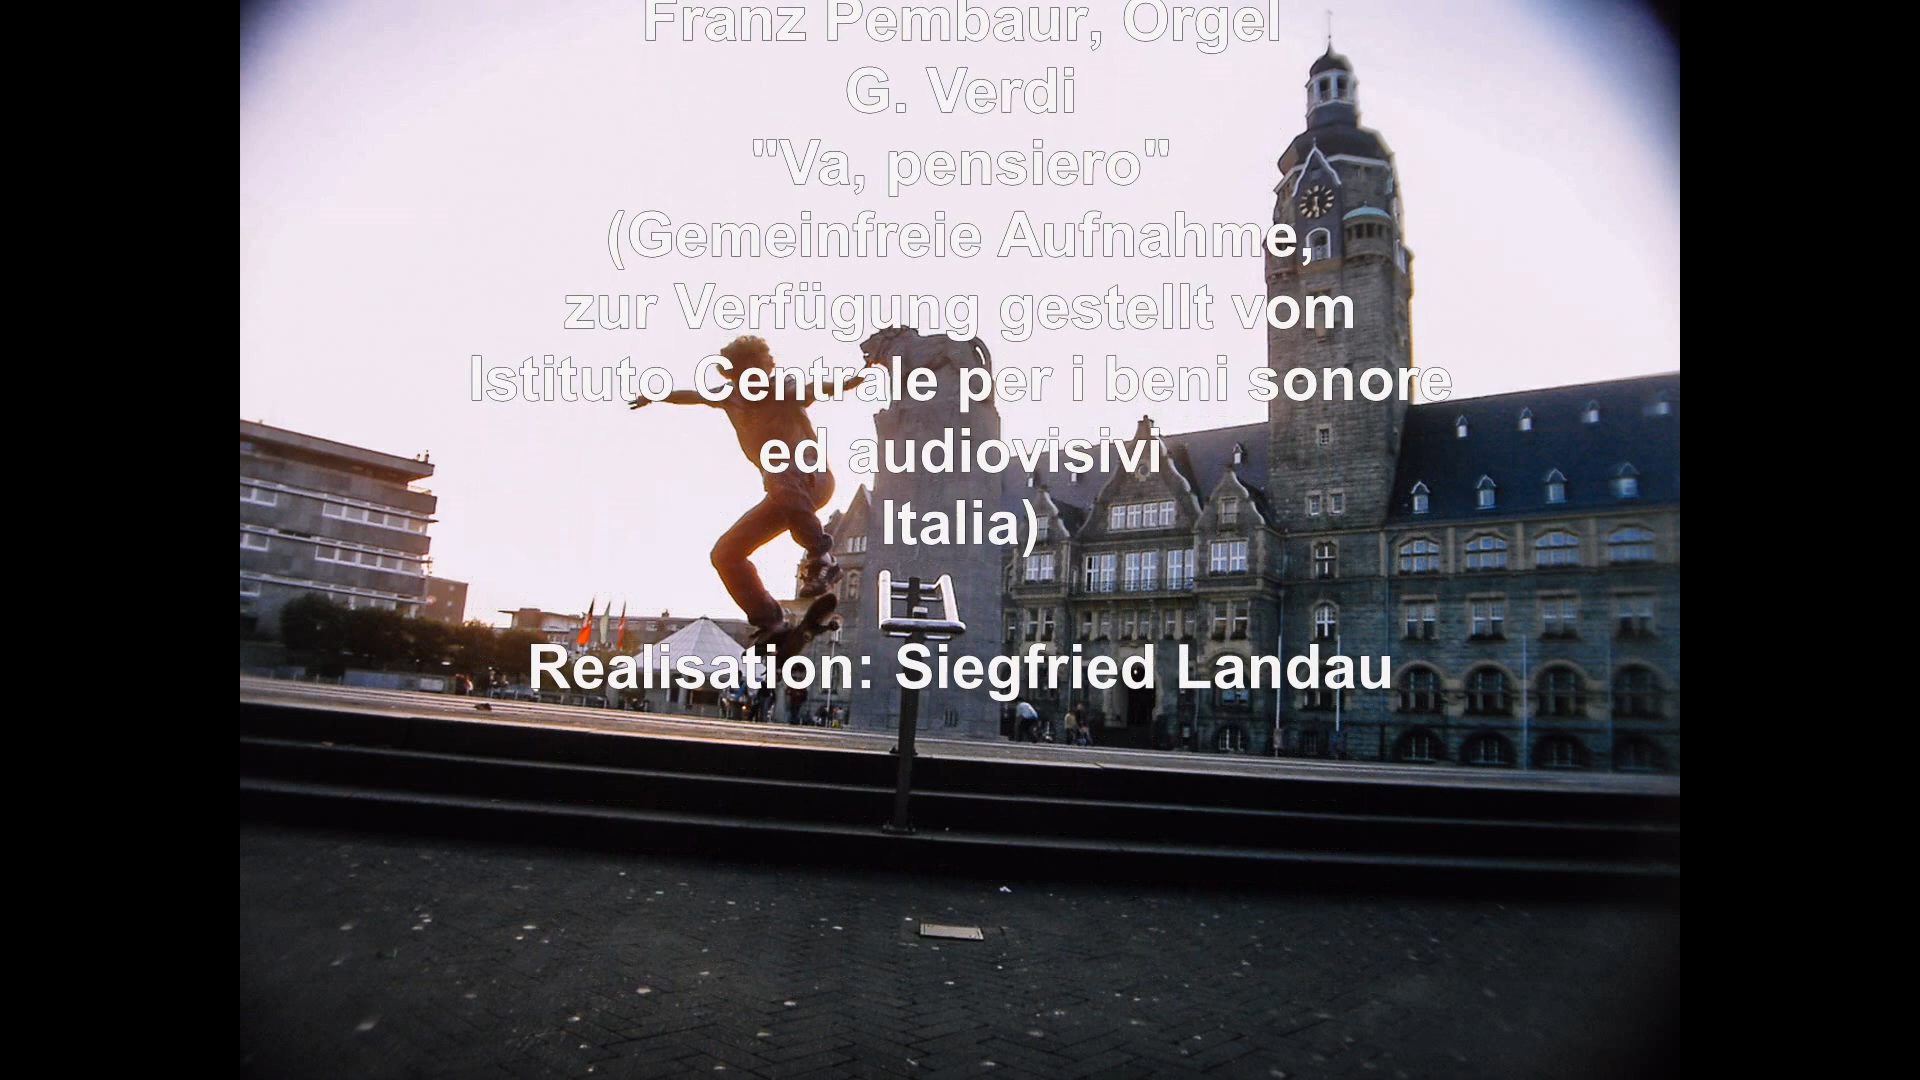 Franz Pembaur, Orgel
G. Verdi
"Va, pensiero"
(Gemeinfreie Aufnahme,
zur Verfügung gestellt vom
Istituto Centrale per i beni sonore
ed audiovisivi
Italia)
Realisation: Siegfried Landau